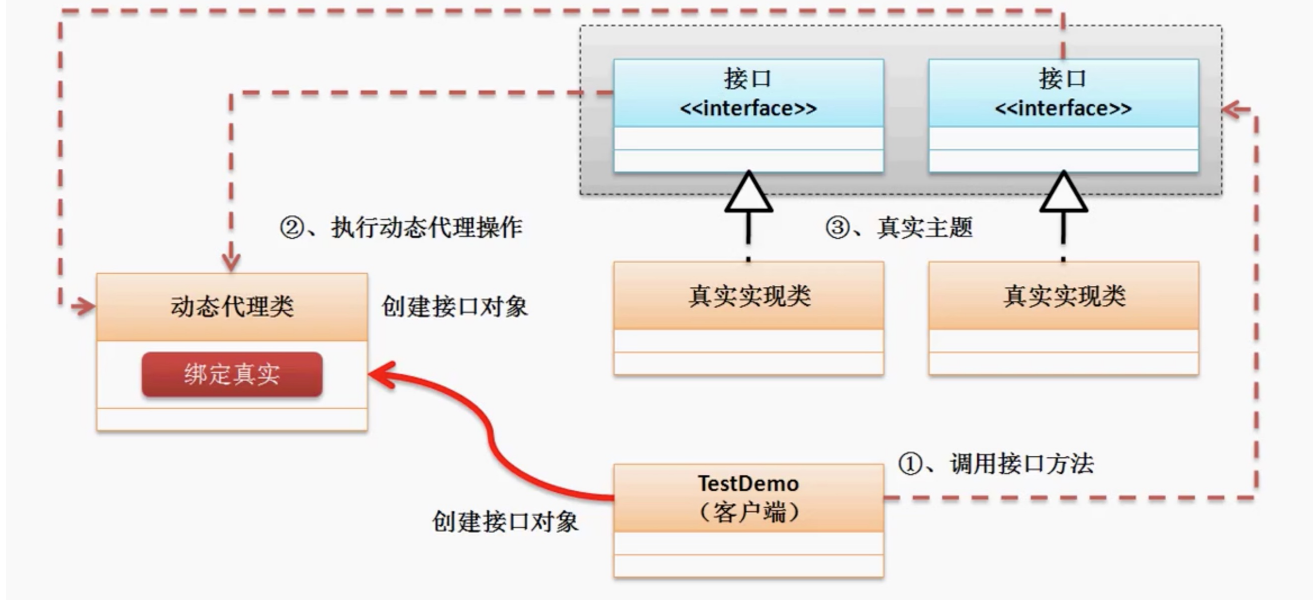 接口
<<interface>>
接口
<<interface>>
②、执行动态代理操作
③、真实主题
动态代理类
创建接口对象
真实实现类
真实实现类
绑定真实
①、调用接口方法
TestDemo
（客户端）
创建接口对象